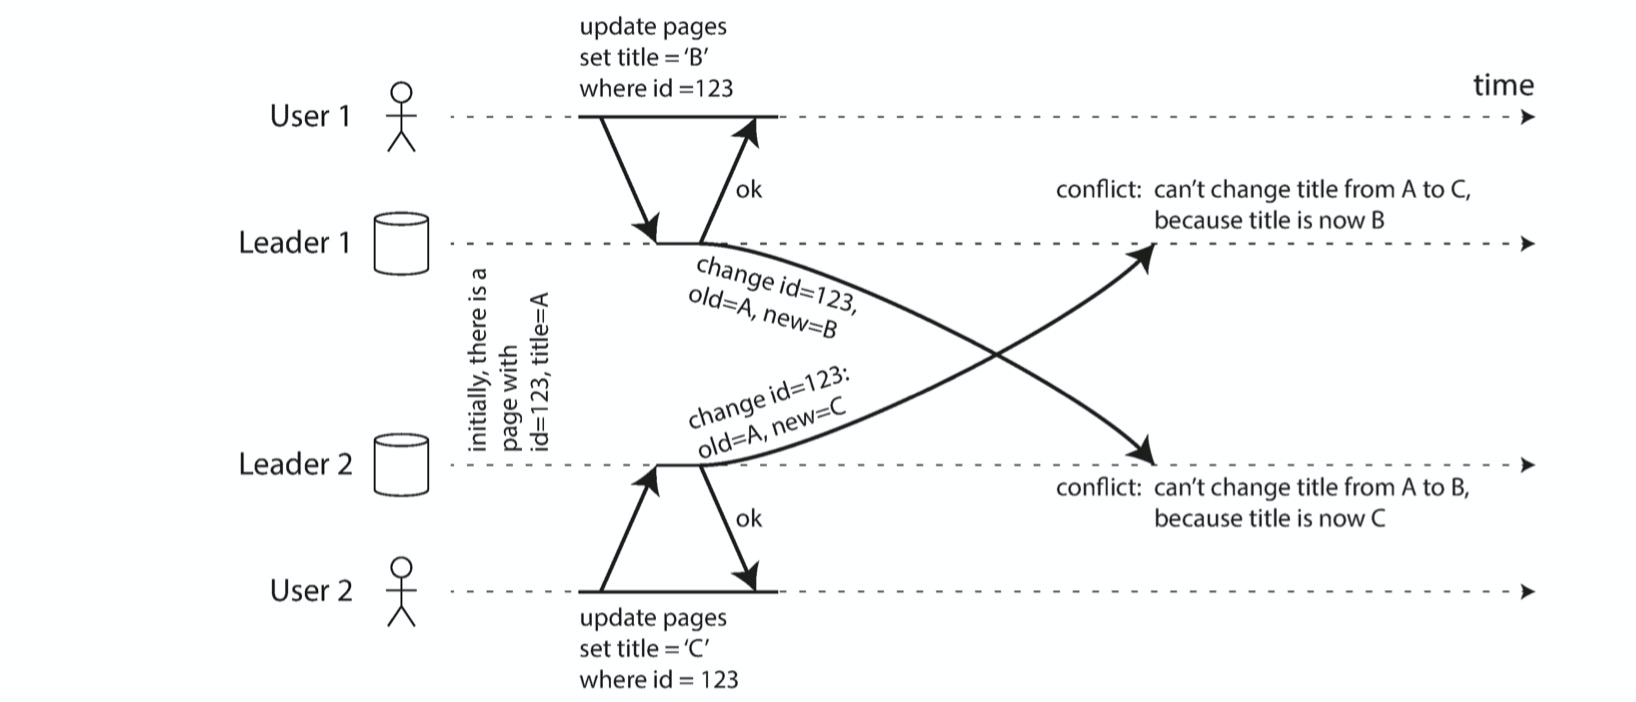 update pages
set title = ‘B’
where id =123
time
User 1
ok
conflict: can’t change title from A to C,
because title is now B
Leader 1
change id=123,
old=A, new=B
initially, there is a
page with
id=123, title=A
change id=123:
old=A, new=C
Leader 2
conflict: can’t change title from A to B,
because title is now C
ok
User 2
update pages
set title = ‘C’
where id = 123